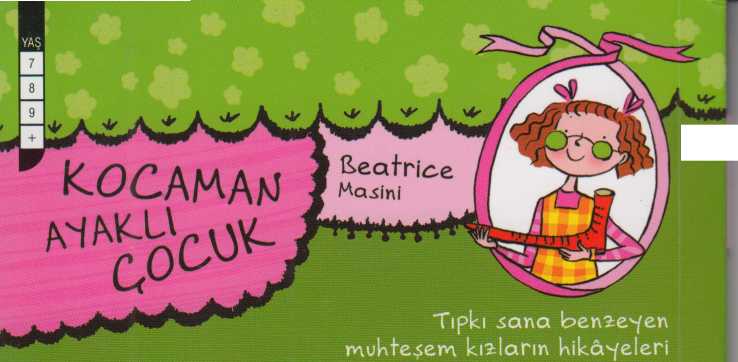 YAŞ
7
8
9
+
KOCAMAN
AYAKLI
ÇOCUK
Beatrice
Masini
Tıpkı sana benzeyen
muhteşem kızların hikâyeleri